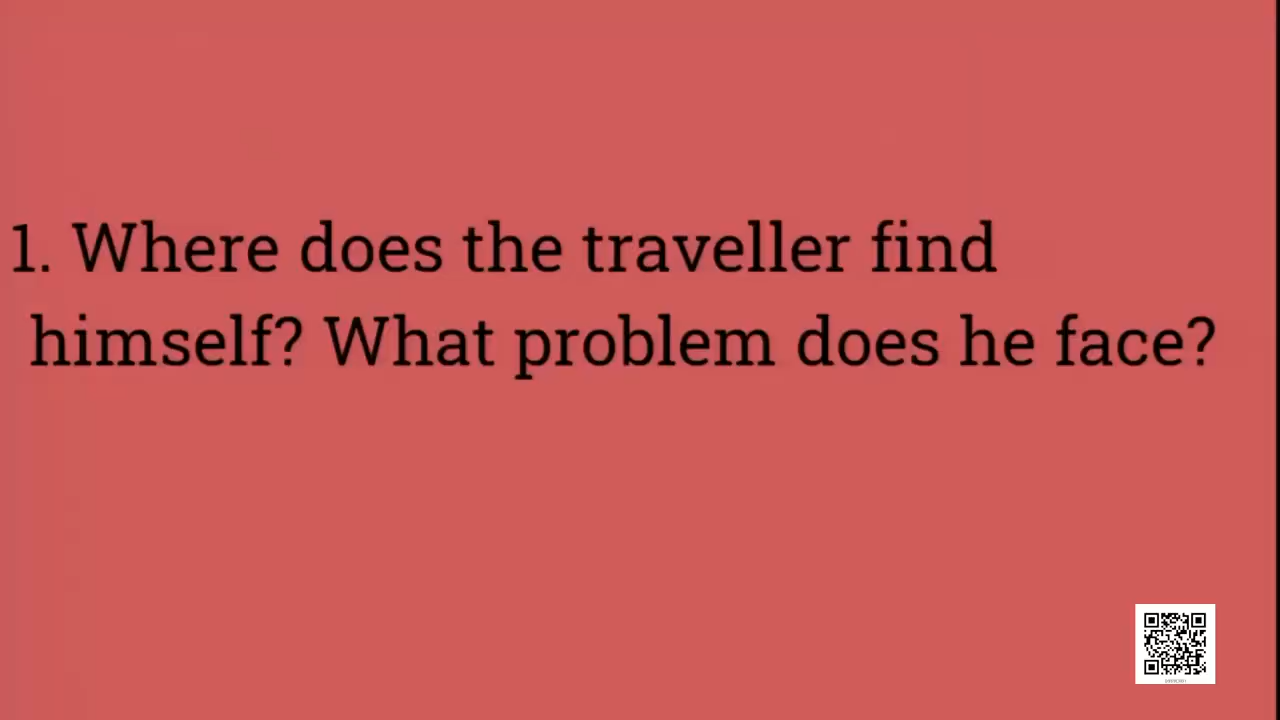 1. Where does the traveller find
himself? What problem does he face?